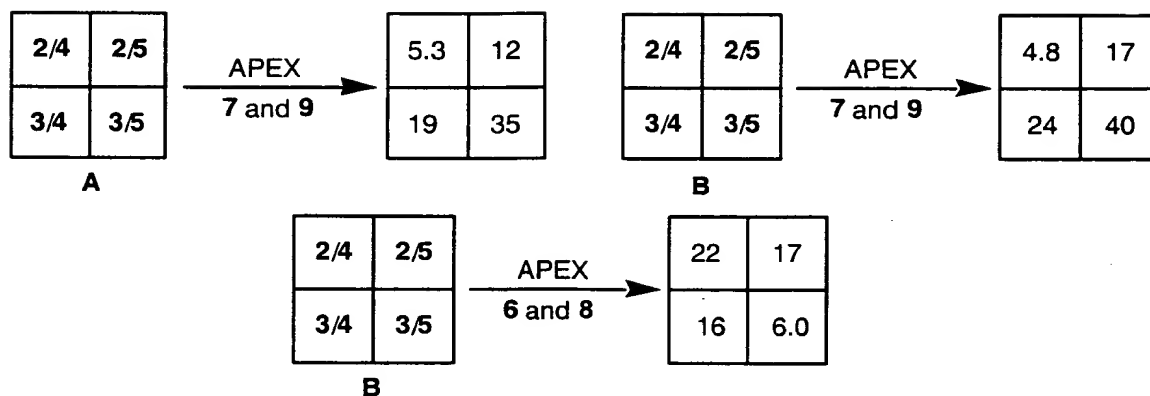 2/4 2/5 APEX 5.3 12
3/4 3/5 7 and 9 19 35
A
2/4 2/5 APEX 4.8 17
3/4 3/5 7 and 9 24 40
B
2/4 2/5 APEX 22 17
3/4 3/5 6 and 8 16 6.0
B